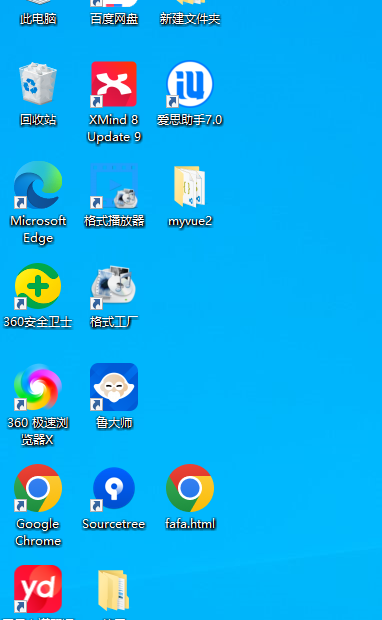 此电脑
百度网盘
新建文件夹
回收站
XMind 8
Update 9
iU
爱思助手7.0
Microsoft
Edge
格式播放器
myvue2
360安全卫士
格式工厂
360 极速浏
览器X
鲁大师
Google
Chrome
Sourcetree
fafa.html
yd